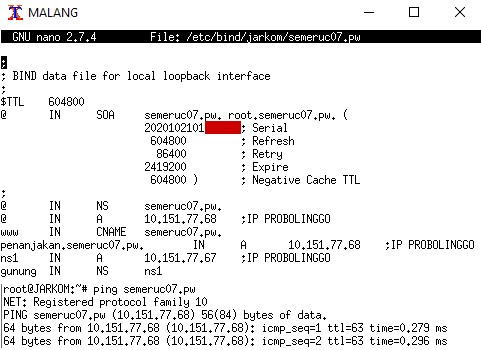 MALANG
GNU nano 2.7.4 File: /etc/bind/jarkom/semeruc07.pw
;
; BIND data file for local loopback interface
;
$TTL 604800
@ IN SOA semeruc07.pw. root.semeruc07.pw. (
2020102101 ; Serial
604800 ; Refresh
86400 ; Retry
2419200 ; Expire
604800 ) ; Negative Cache TTL
;
@ IN NS semeruc07.pw.
@ IN A 10.151.77.68 ;IP PROBOLINGGO
www IN CNAME semeruc07.pw.
penanjakan.semeruc07.pw. IN A 10.151.77.68 ;IP PROBOLINGGO
ns1 IN A 10.151.77.67 ;IP PROBOLINGGO
gunung IN NS ns1
root@JARKOM:~# ping semeruc07.pw
NET: Registered protocol family 10
PING semeruc07.pw (10.151.77.68) 56(84) bytes of data.
64 bytes from 10.151.77.68 (10.151.77.68): icmp_seq=1 ttl=63 time=0.279 ms
64 bytes from 10.151.77.68 (10.151.77.68): icmp_seq=2 ttl=63 time=0.296 ms